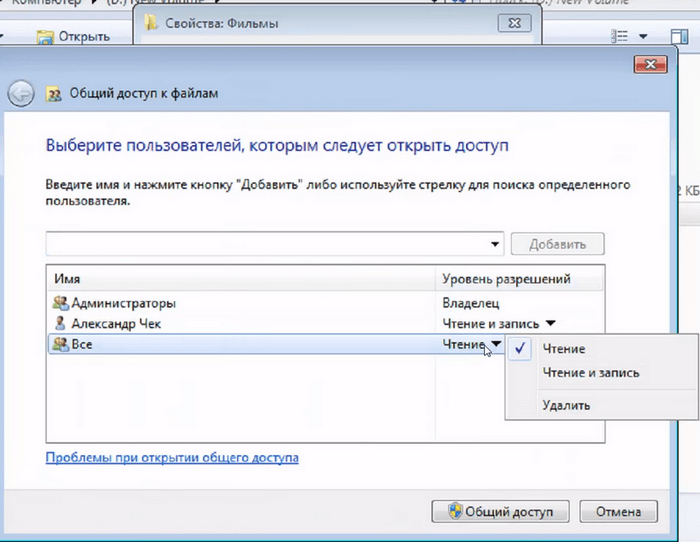 Компьютер (D:) New Volume
(D:) New Volume
Свойства: Фильмы
Открыть
Общий доступ к файлам
Выберите пользователей, которым следует открыть доступ
Введите имя и нажмите кнопку "Добавить" либо используйте стрелку для поиска определенного
пользователя.
КБ
Добавить
Имя Уровень разрешений
Администраторы Владелец
Александр Чек Чтение и запись
Все Чтение
Чтение
Чтение и запись
Удалить
Проблемы при открытии общего доступа
Общий доступ Отмена